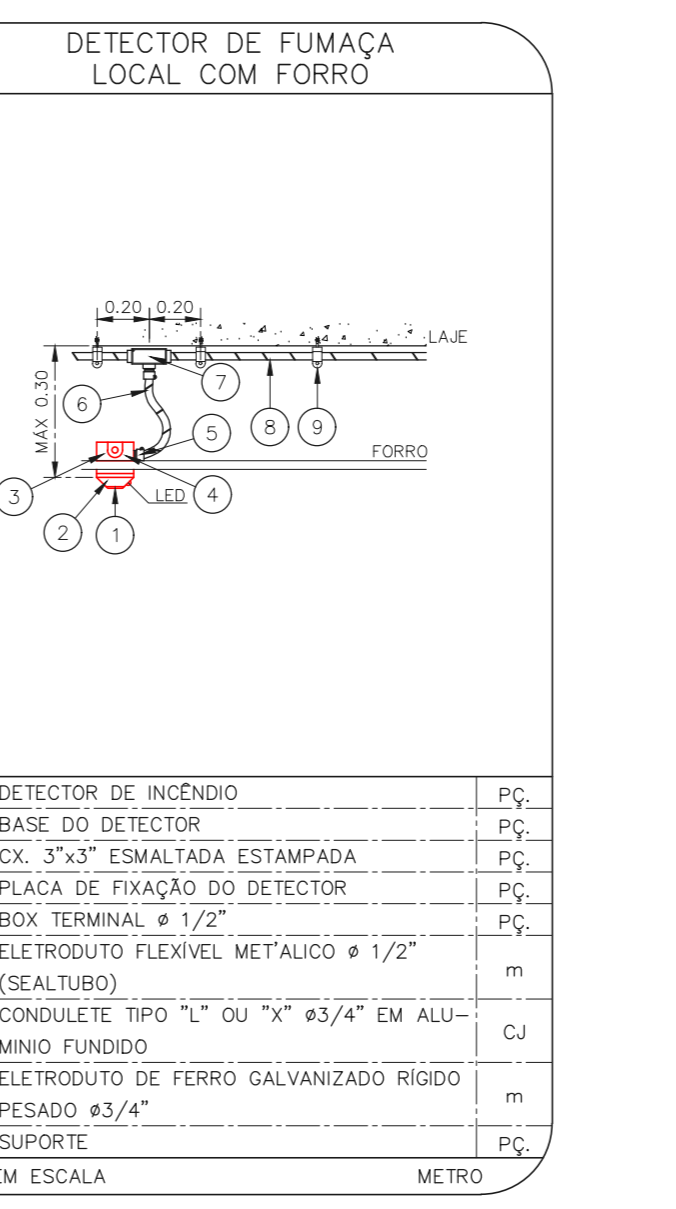 DETECTOR DE FUMAÇA
LOCAL COM FORRO
0.20 0.20
LAJE
MÁX 0.30
7
6
5
8
9
FORRO
3
LED
4
2
1
DETECTOR DE INCÊNDIO PÇ.
BASE DO DETECTOR PÇ.
CX. 3"x3" ESMALTADA ESTAMPADA PÇ.
PLACA DE FIXAÇÃO DO DETECTOR PÇ.
BOX TERMINAL ø 1/2" PÇ.
ELETRODUTO FLEXÍVEL MET'ALICO ø 1/2"
(SEALTUBO) m
CONDULETE TIPO "L" OU "X" ø3/4" EM ALU-
MINIO FUNDIDO CJ
ELETRODUTO DE FERRO GALVANIZADO RÍGIDO
PESADO ø3/4" m
SUPORTE PÇ.
EM ESCALA METRO